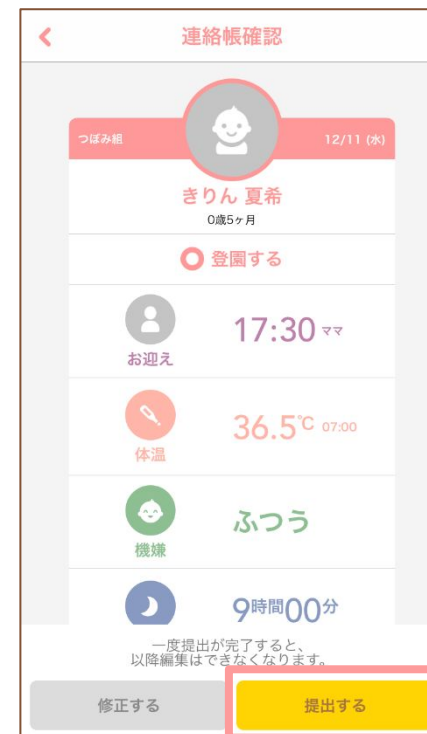 連絡帳確認
つぼみ組
12/11 (水)
きりん 夏希
0歳5ヶ月
登園する
お迎え
17:30 ママ
体温
36.5℃ 07:00
機嫌
ふつう
9時間00分
一度提出が完了すると、
以降編集はできなくなります。
修正する
提出する